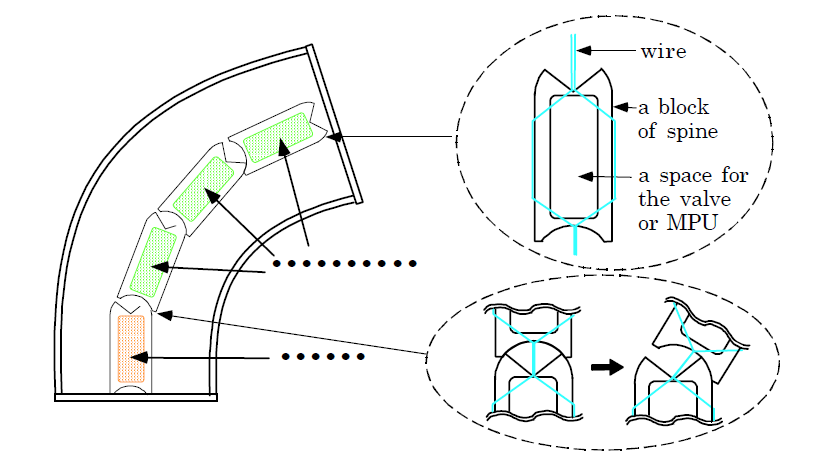 wire
a block
of spine
a space for
the valve
or MPU